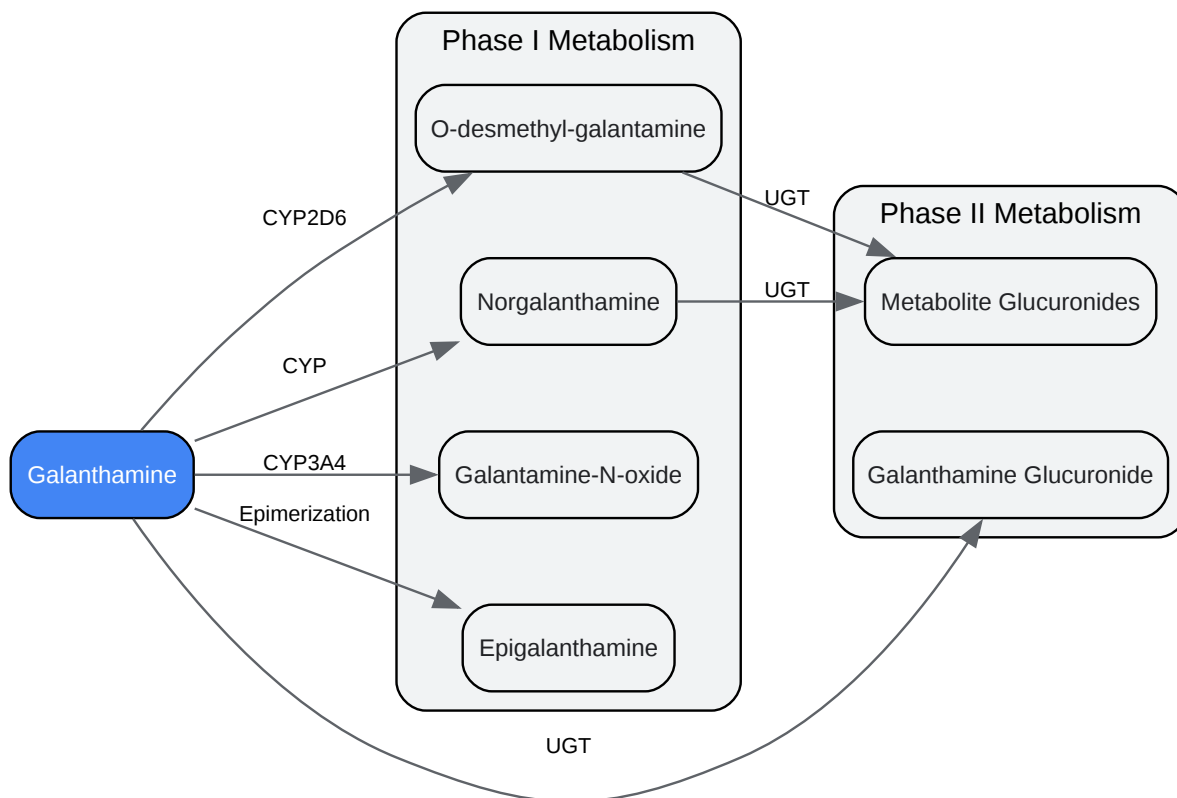 Phase I Metabolism
O-desmethyl-galantamine
CYP2D6
UGT
Phase II Metabolism
Norgalanthamine
UGT
Metabolite Glucuronides
CYP
Galanthamine
CYP3A4
Galantamine-N-oxide
Galanthamine Glucuronide
Epimerization
Epigalanthamine
UGT